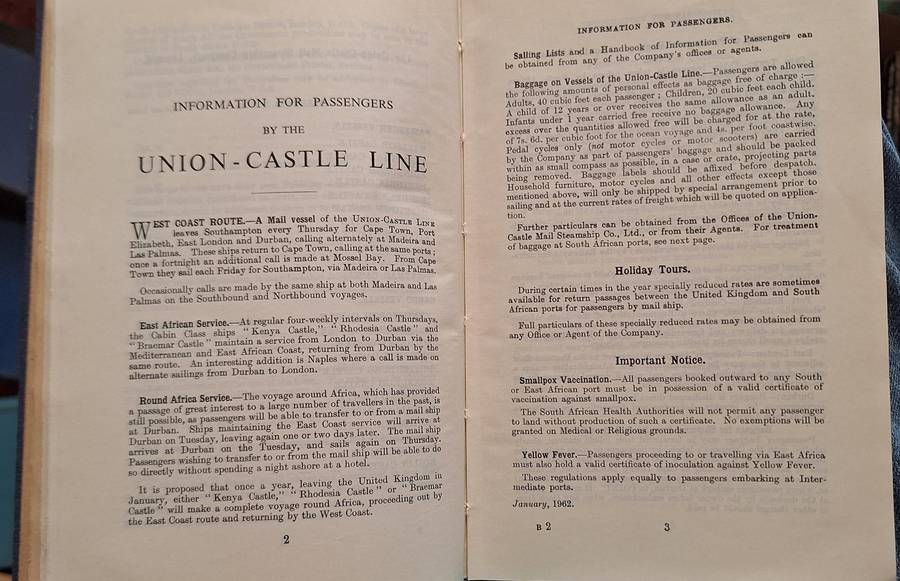 INFORMATION FOR PASSENGERS
BY THE
UNION-CASTLE LINE
WEST COAST ROUTE.—A Mail vessel of the UNION-CASTLE LINE
leaves Southampton every Thursday for Cape Town, Port
Elizabeth, East London and Durban, calling alternately at Madeira and
Las Palmas. These ships return to Cape Town, calling at the same ports;
once a fortnight an additional call is made at Mossel Bay. From Cape
Town they sail each Friday for Southampton, via Madeira or Las Palmas.
Occasionally calls are made by the same ship at both Madeira and Las
Palmas on the Southbound and Northbound voyages.
East African Service.—At regular four-weekly intervals on Thursdays,
the Cabin Class ships "Kenya Castle," "Rhodesia Castle" and
"Braemar Castle" maintain a service from London to Durban via the
Mediterranean and East African Coast, returning from Durban by the
same route. An interesting addition is Naples where a call is made on
alternate sailings from Durban to London.
Round Africa Service.—The voyage around Africa, which has provided
a passage of great interest to a large number of travellers in the past, is
still possible, as passengers will be able to transfer to or from a mail ship
at Durban. Ships maintaining the East Coast service will arrive at
Durban on Tuesday, leaving again one or two days later. The mail ship
arrives at Durban on the Tuesday, and sails again on Thursday.
Passengers wishing to transfer to or from the mail ship will be able to do
so directly without spending a night ashore at a hotel.
It is proposed that once a year, leaving the United Kingdom in
January, either "Kenya Castle," "Rhodesia Castle" or "Braemar
Castle" will make a complete voyage round Africa, proceeding out by
the East Coast route and returning by the West Coast.
2
INFORMATION FOR PASSENGERS.
Sailing Lists and a Handbook of Information for Passengers can
be obtained from any of the Company's offices or agents.
Baggage on Vessels of the Union-Castle Line.—Passengers are allowed
the following amounts of personal effects as baggage free of charge :—
Adults, 40 cubic feet each passenger; Children, 20 cubic feet each child.
A child of 12 years or over receives the same allowance as an adult.
Infants under 1 year carried free receive no baggage allowance. Any
excess over the quantities allowed free will be charged for at the rate,
of 7s. 6d. per cubic foot for the ocean voyage and 4s. per foot coastwise.
Pedal cycles only (not motor cycles or motor scooters) are carried
by the Company as part of passengers' baggage and should be packed
within as small compass as possible, in a case or crate, projecting parts
being removed. Baggage labels should be affixed before despatch.
Household furniture, motor cycles and all other effects except those
mentioned above, will only be shipped by special arrangement prior to
sailing and at the current rates of freight which will be quoted on applica-
tion.
Further particulars can be obtained from the Offices of the Union-
Castle Mail Steamship Co., Ltd., or from their Agents. For treatment
of baggage at South African ports, see next page.
Holiday Tours.
During certain times in the year specially reduced rates are sometimes
available for return passages between the United Kingdom and South
African ports for passengers by mail ship.
Full particulars of these specially reduced rates may be obtained from
any Office or Agent of the Company.
Important Notice.
Smallpox Vaccination.—All passengers booked outward to any South
or East African port must be in possession of a valid certificate of
vaccination against smallpox.
The South African Health Authorities will not permit any passenger
to land without production of such a certificate. No exemptions will be
granted on Medical or Religious grounds.
Yellow Fever.—Passengers proceeding to or travelling via East Africa
must also hold a valid certificate of inoculation against Yellow Fever.
These regulations apply equally to passengers embarking at Inter-
mediate ports.
January, 1962.
B 2
3